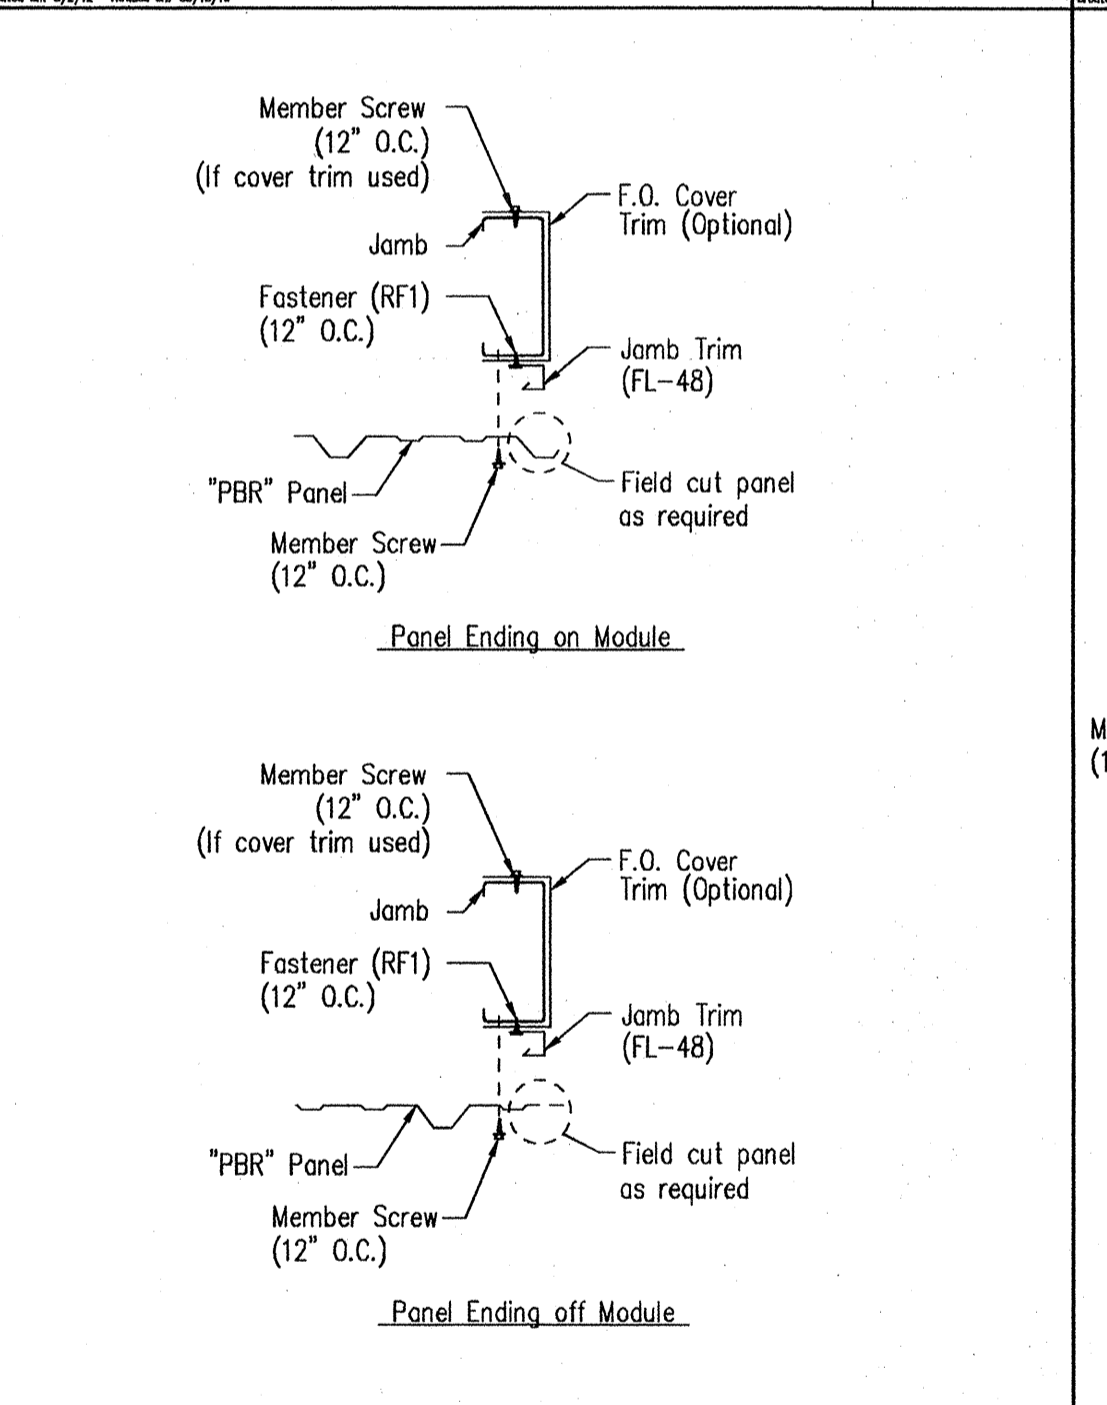 Member Screw
(12" O.C.)
(If cover trim used)
F.O. Cover
Trim (Optional)
Jamb
Fastener (RF1)
(12" O.C.)
Jamb Trim
(FL-48)
"PBR" Panel
Field cut panel
as required
Member Screw
(12" O.C.)
Panel Ending on Module
Member Screw
(12" O.C.)
(If cover trim used)
F.O. Cover
Trim (Optional)
Jamb
Fastener (RF1)
(12" O.C.)
Jamb Trim
(FL-48)
"PBR" Panel
Field cut panel
as required
Member Screw
(12" O.C.)
Panel Ending off Module